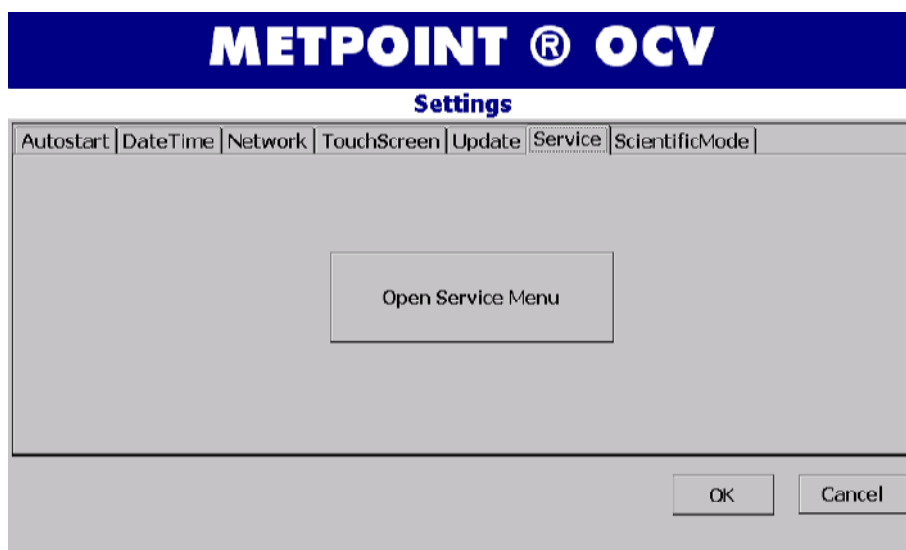 METPOINT ® OCV
Settings
Autostart DateTime Network TouchScreen Update Service ScientificMode
Open Service Menu
OK Cancel